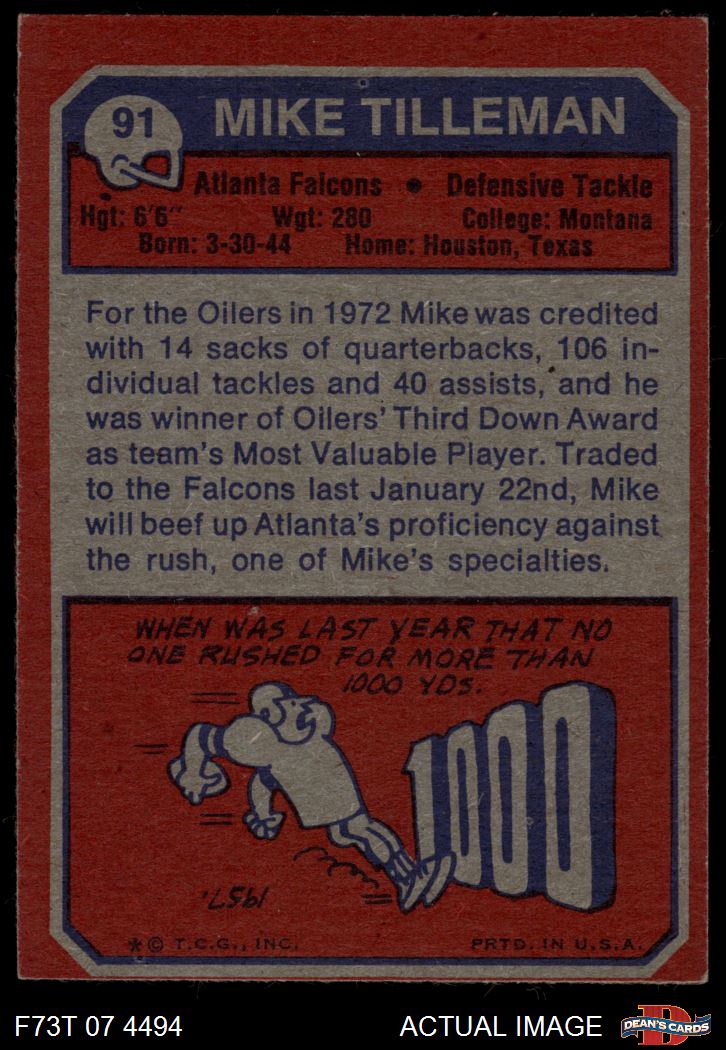 91
MIKE TILLEMAN
Atlanta Falcons • Defensive Tackle
Hgt: 6'6" Wgt: 280 College: Montana
Born: 3-30-44 Home: Houston, Texas
For the Oilers in 1972 Mike was credited
with 14 sacks of quarterbacks, 106 in-
dividual tackles and 40 assists, and he
was winner of Oilers' Third Down Award
as team's Most Valuable Player. Traded
to the Falcons last January 22nd, Mike
will beef up Atlanta's proficiency against
the rush, one of Mike's specialties.
WHEN WAS LAST YEAR THAT NO
ONE RUSHED FOR MORE THAN
1000 YDS.
1000
1957.
* © T.C.G., INC. PRTD. IN U.S.A.
F73T 07 4494 ACTUAL IMAGE D DEAN'S CARDS